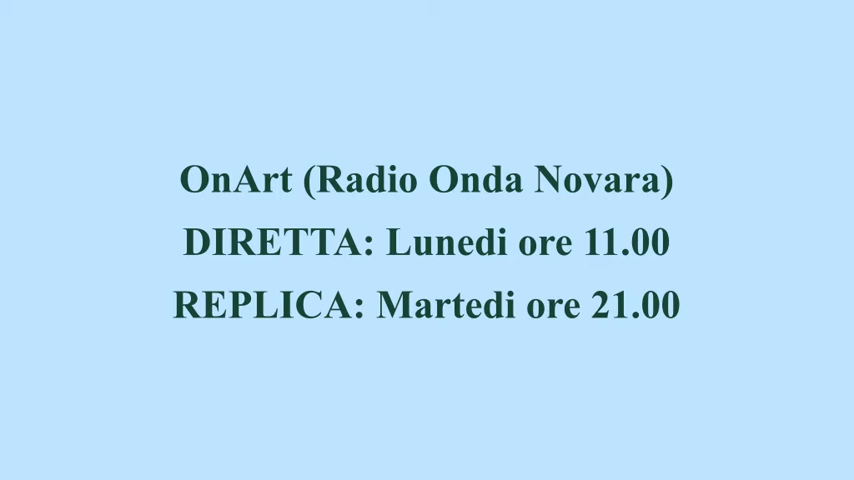 OnArt (Radio Onda Novara)
DIRETTA: Lunedi ore 11.00
REPLICA: Martedi ore 21.00